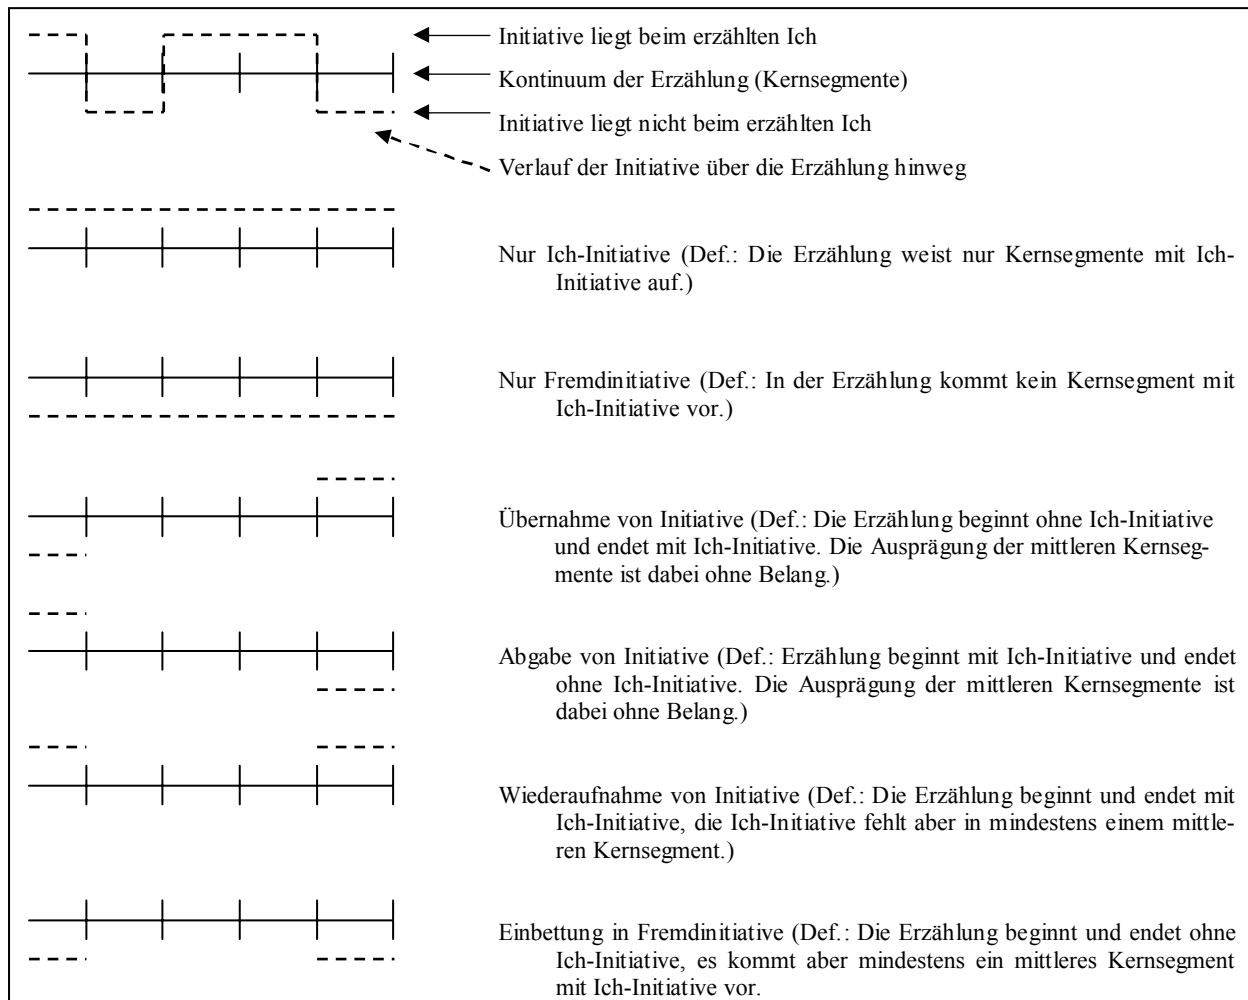 Initiative liegt beim erzählten Ich
Kontinuum der Erzählung (Kernsegmente)
Initiative liegt nicht beim erzählten Ich
Verlauf der Initiative über die Erzählung hinweg
Nur Ich-Initiative (Def.: Die Erzählung weist nur Kernsegmente mit Ich-
Initiative auf.)
Nur Fremdinitiative (Def.: In der Erzählung kommt kein Kernsegment mit
Ich-Initiative vor.)
Übernahme von Initiative (Def.: Die Erzählung beginnt ohne Ich-Initiative
und endet mit Ich-Initiative. Die Ausprägung der mittleren Kernseg-
mente ist dabei ohne Belang.)
Abgabe von Initiative (Def.: Erzählung beginnt mit Ich-Initiative und endet
ohne Ich-Initiative. Die Ausprägung der mittleren Kernsegmente ist
dabei ohne Belang.)
Wiederaufnahme von Initiative (Def.: Die Erzählung beginnt und endet mit
Ich-Initiative, die Ich-Initiative fehlt aber in mindestens einem mittle-
ren Kernsegment.)
Einbettung in Fremdinitiative (Def.: Die Erzählung beginnt und endet ohne
Ich-Initiative, es kommt aber mindestens ein mittleres Kernsegment
mit Ich-Initiative vor.